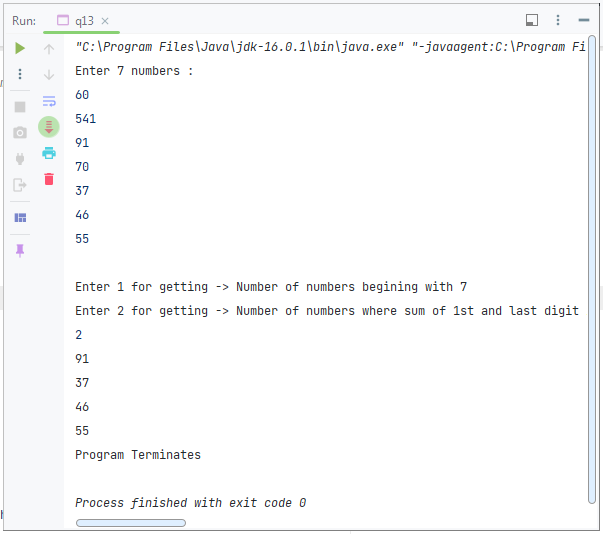 Run: q13
"C:\Program Files\Java\jdk-16.0.1\bin\java.exe" "-javaagent:C:\Program Fi
Enter 7 numbers :
60
541
91
70
37
46
55
Enter 1 for getting -> Number of numbers begining with 7
Enter 2 for getting -> Number of numbers where sum of 1st and last digit
2
91
37
46
55
Program Terminates
Process finished with exit code 0